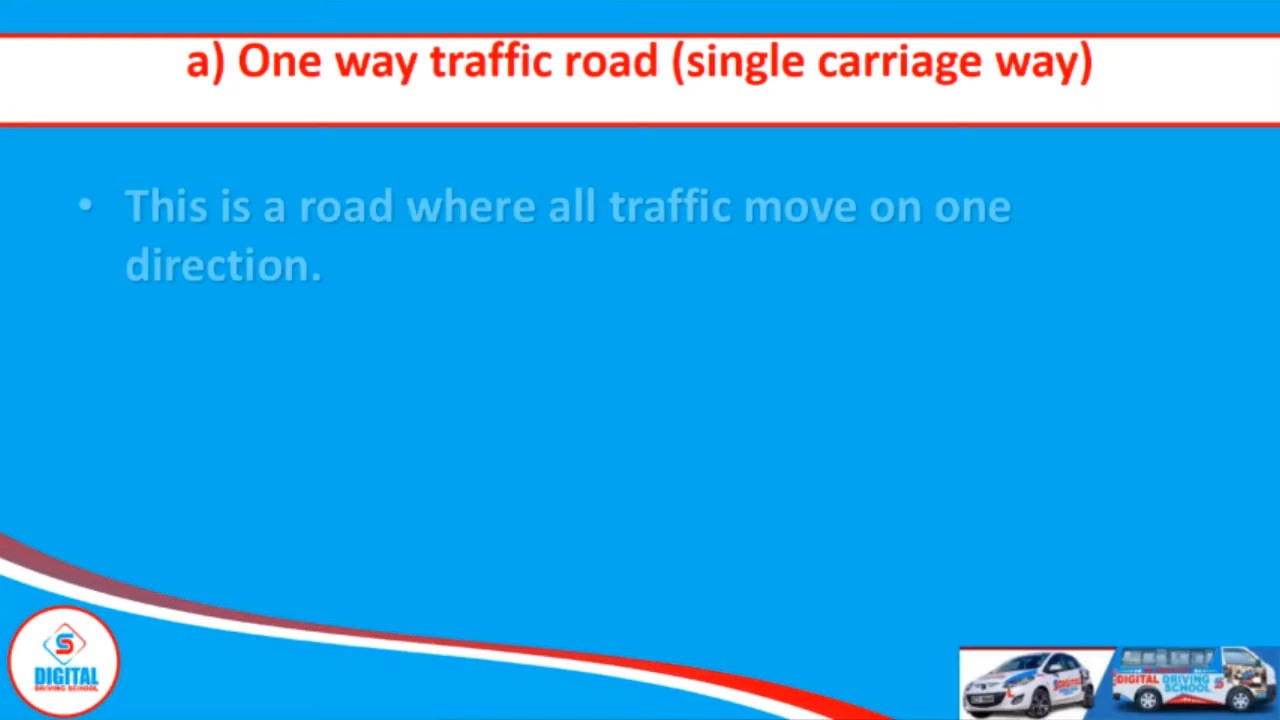 a) One way traffic road (single carriage way)
• This is a road where all traffic move on one
direction.
DIGITAL
DRIVING SCHOOL
DIGITAL DRIVING
SCHOOL